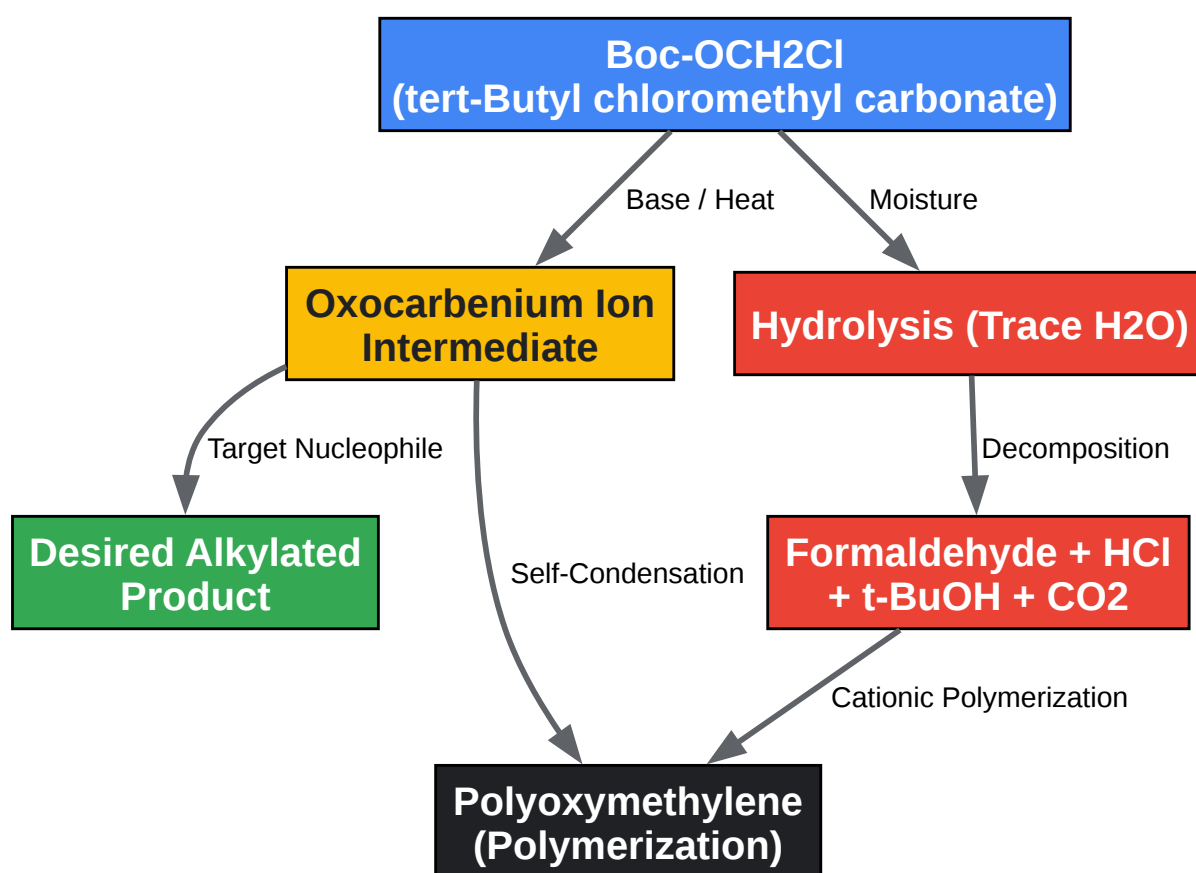 Boc-OCH2Cl
(tert-Butyl chloromethyl carbonate)
Base / Heat
Moisture
Oxocarbenium Ion
Intermediate
Hydrolysis (Trace H2O)
Target Nucleophile
Decomposition
Desired Alkylated
Product
Self-Condensation
Formaldehyde + HCl
+ t-BuOH + CO2
Cationic Polymerization
Polyoxymethylene
(Polymerization)